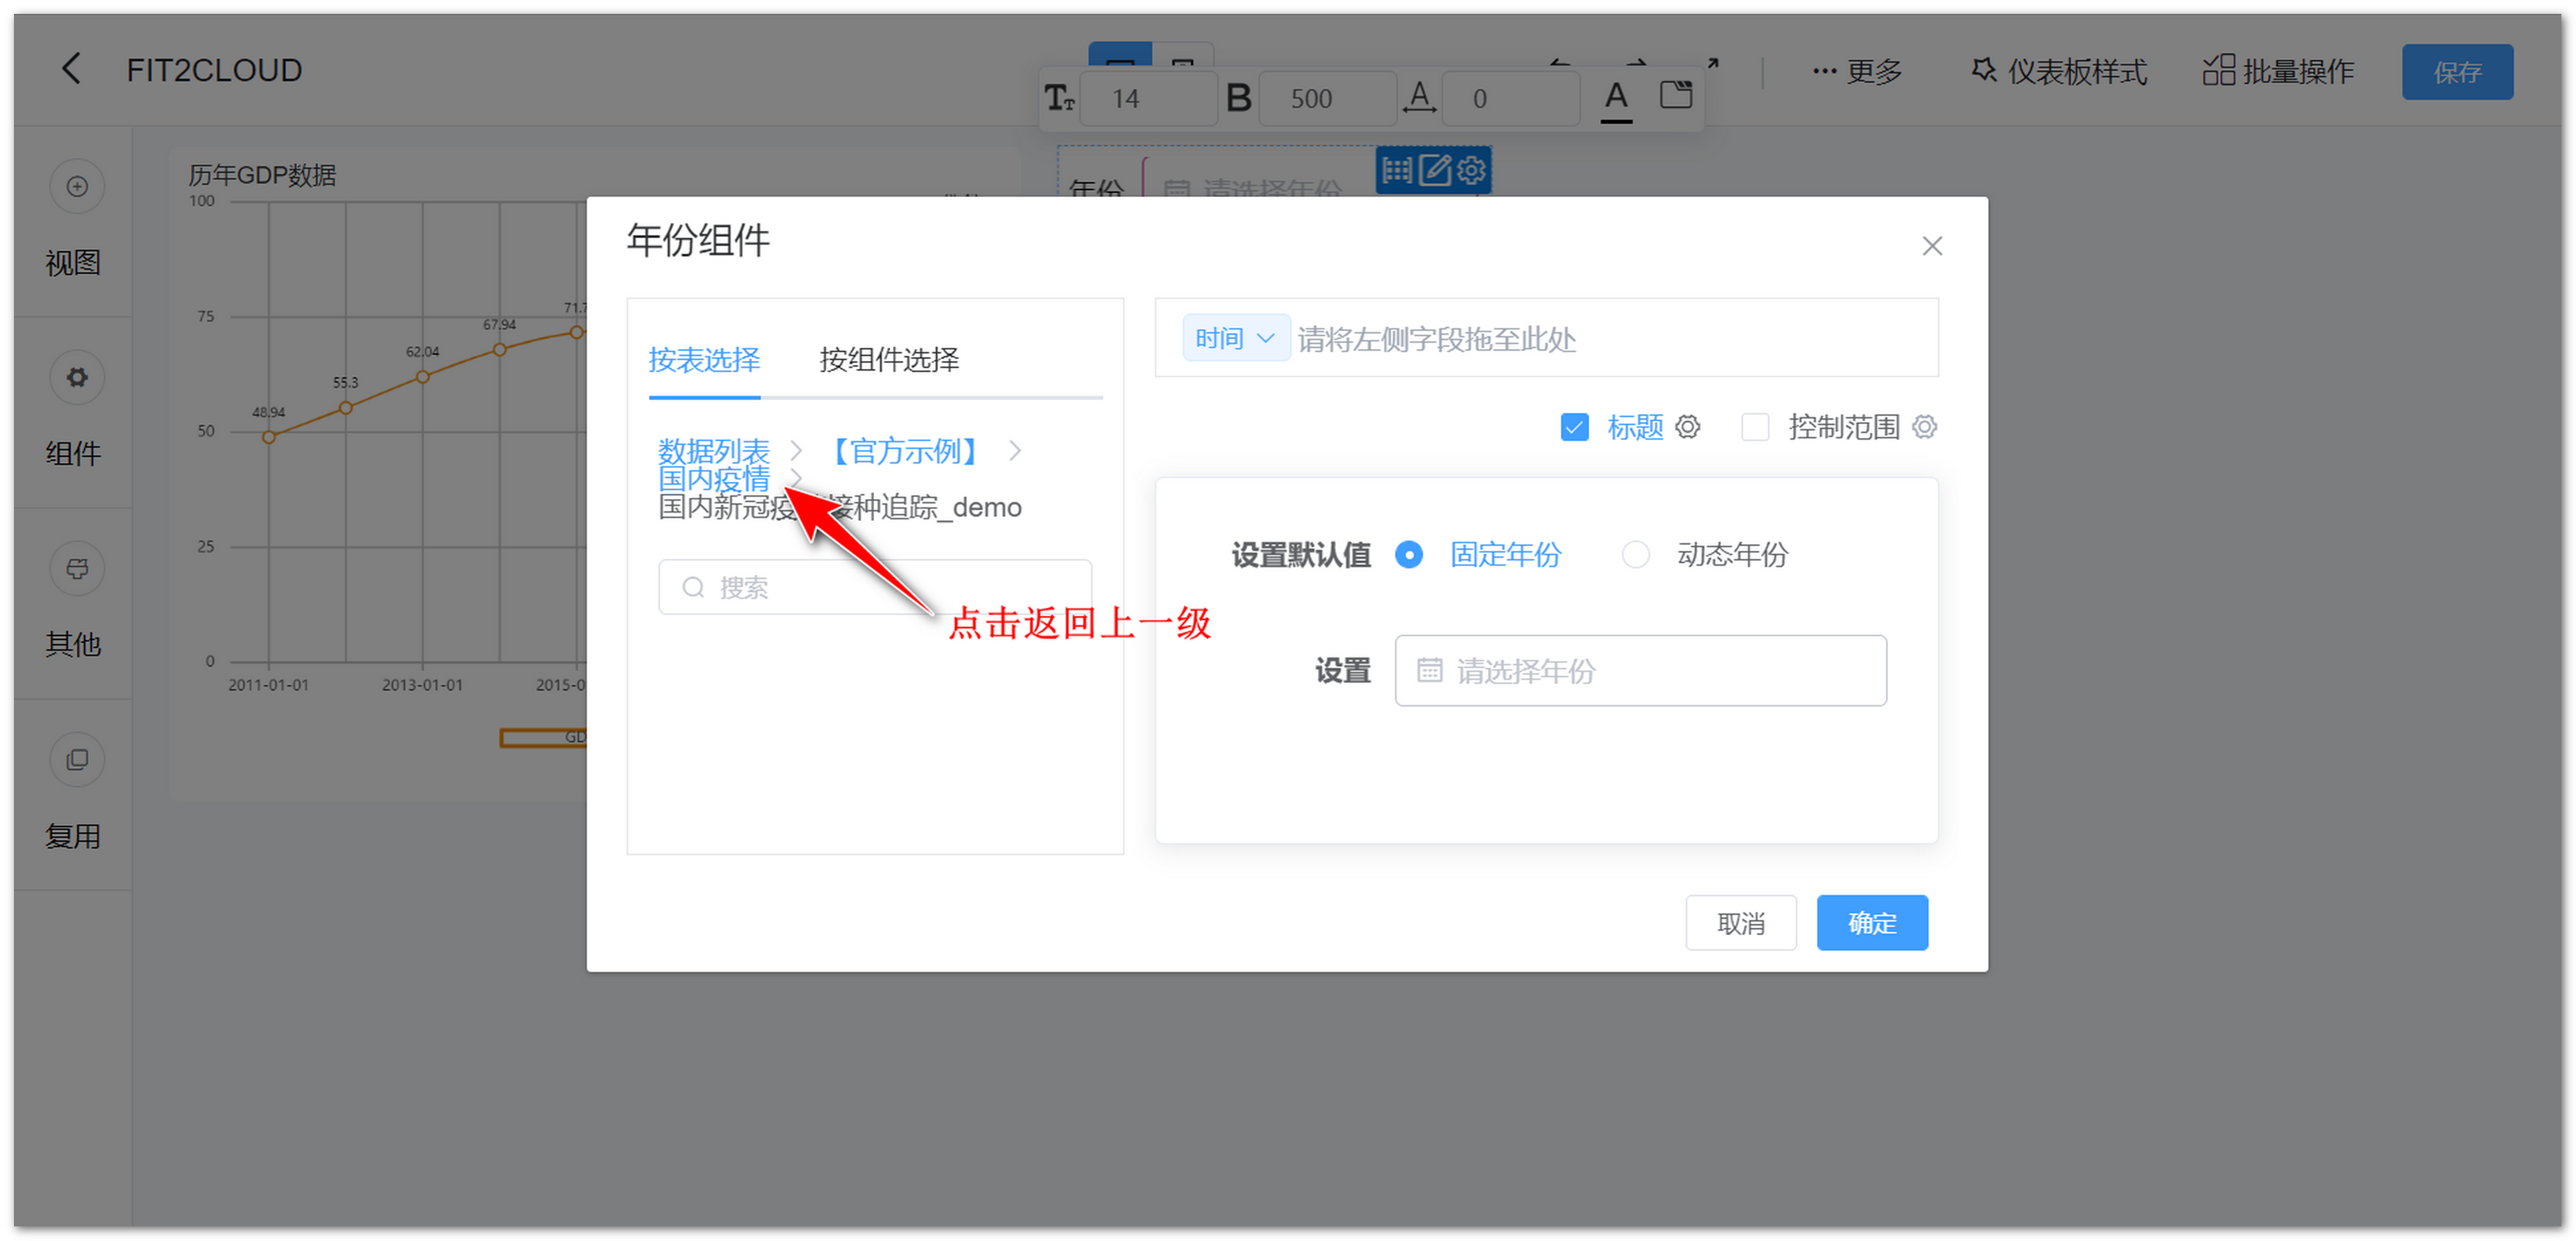 FIT2CLOUD
更多
仪表板样式
批量操作
保存
14
B
500
0
视图
组件
其他
复用
历年GDP数据
100
75
50
25
0
48.94
55.3
62.04
67.94
2011-01-01
2013-01-01
年份
请选择年份
年份组件
按表选择
按组件选择
数据列表 > 【官方示例】 >
国内疫情 >
国内新冠疫 接种追踪_demo
搜索
点击返回上一级
时间
请将左侧字段拖至此处
标题
控制范围
设置默认值
固定年份
动态年份
设置
请选择年份
取消
确定